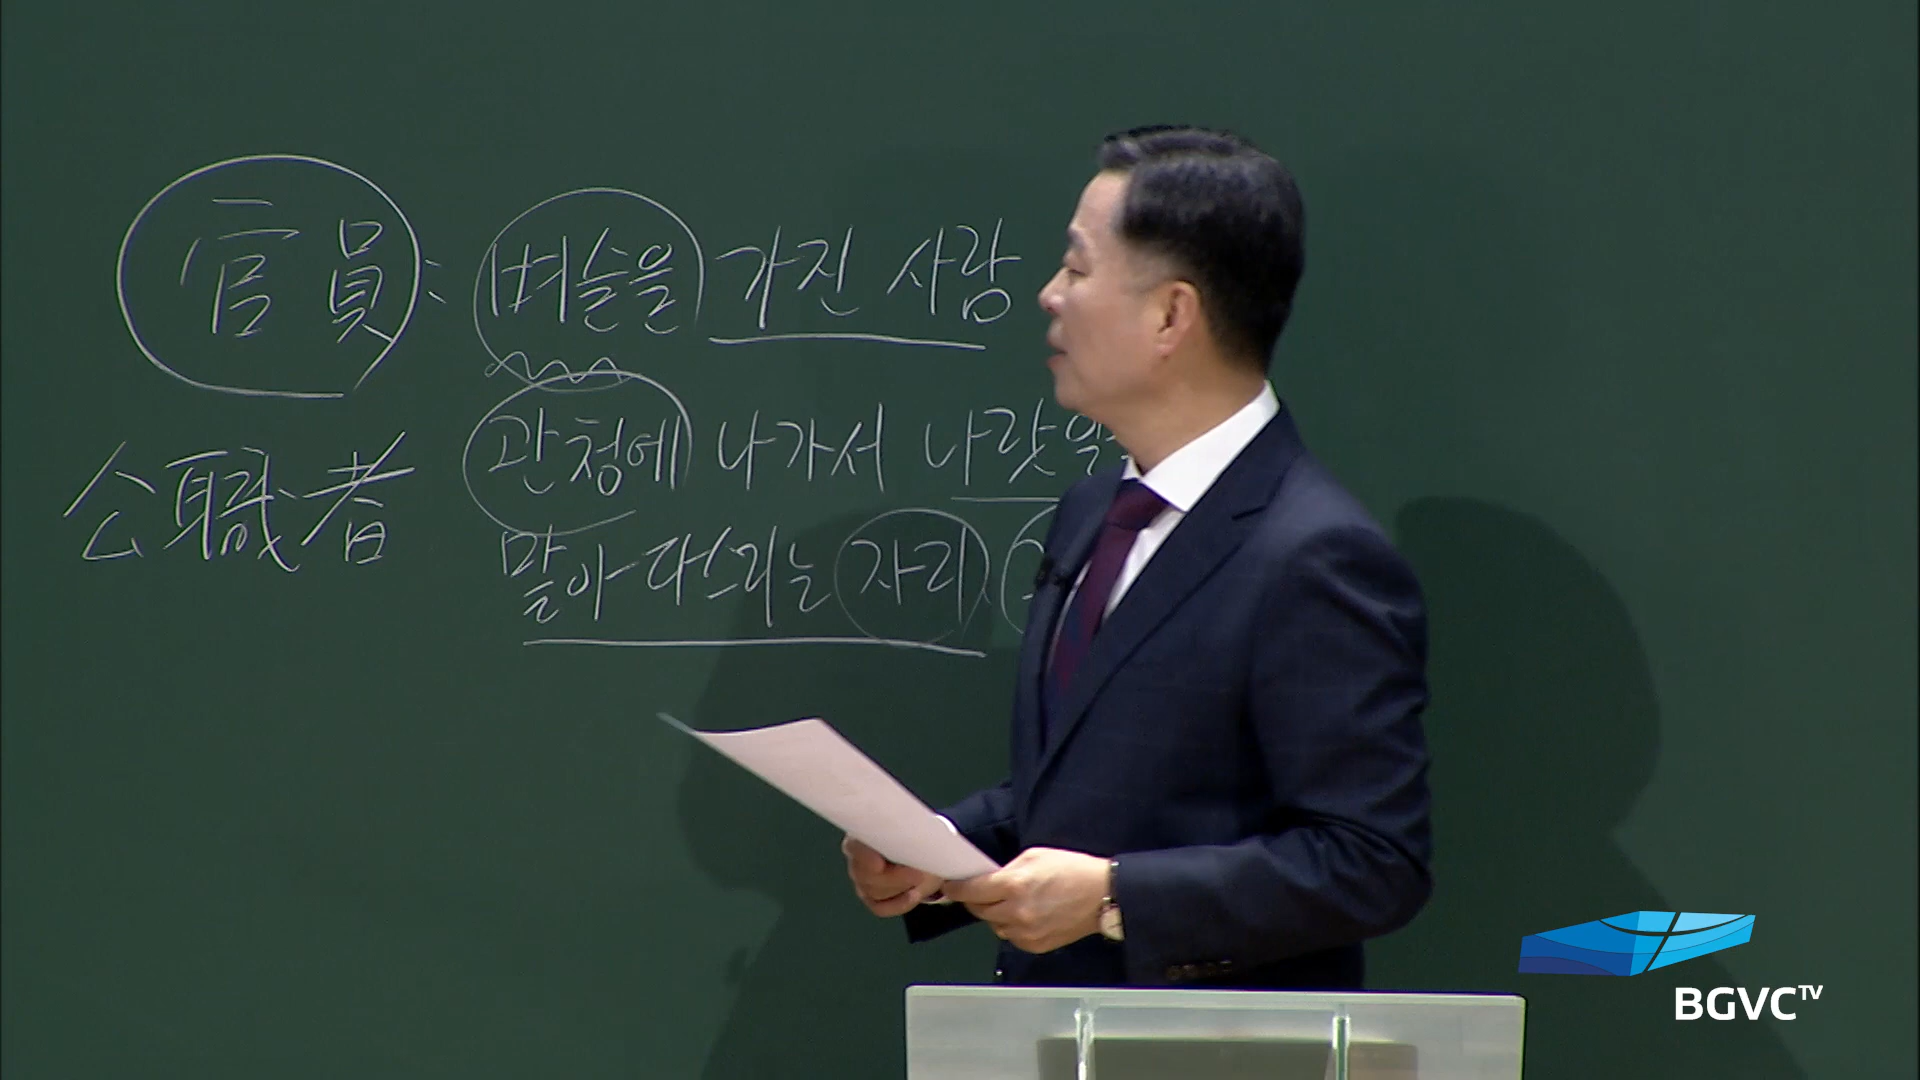 官員: 벼슬을 가진 사람
관청에 나가서 나랏일
公職者
맡아 다스리는 자리
BGVC TV